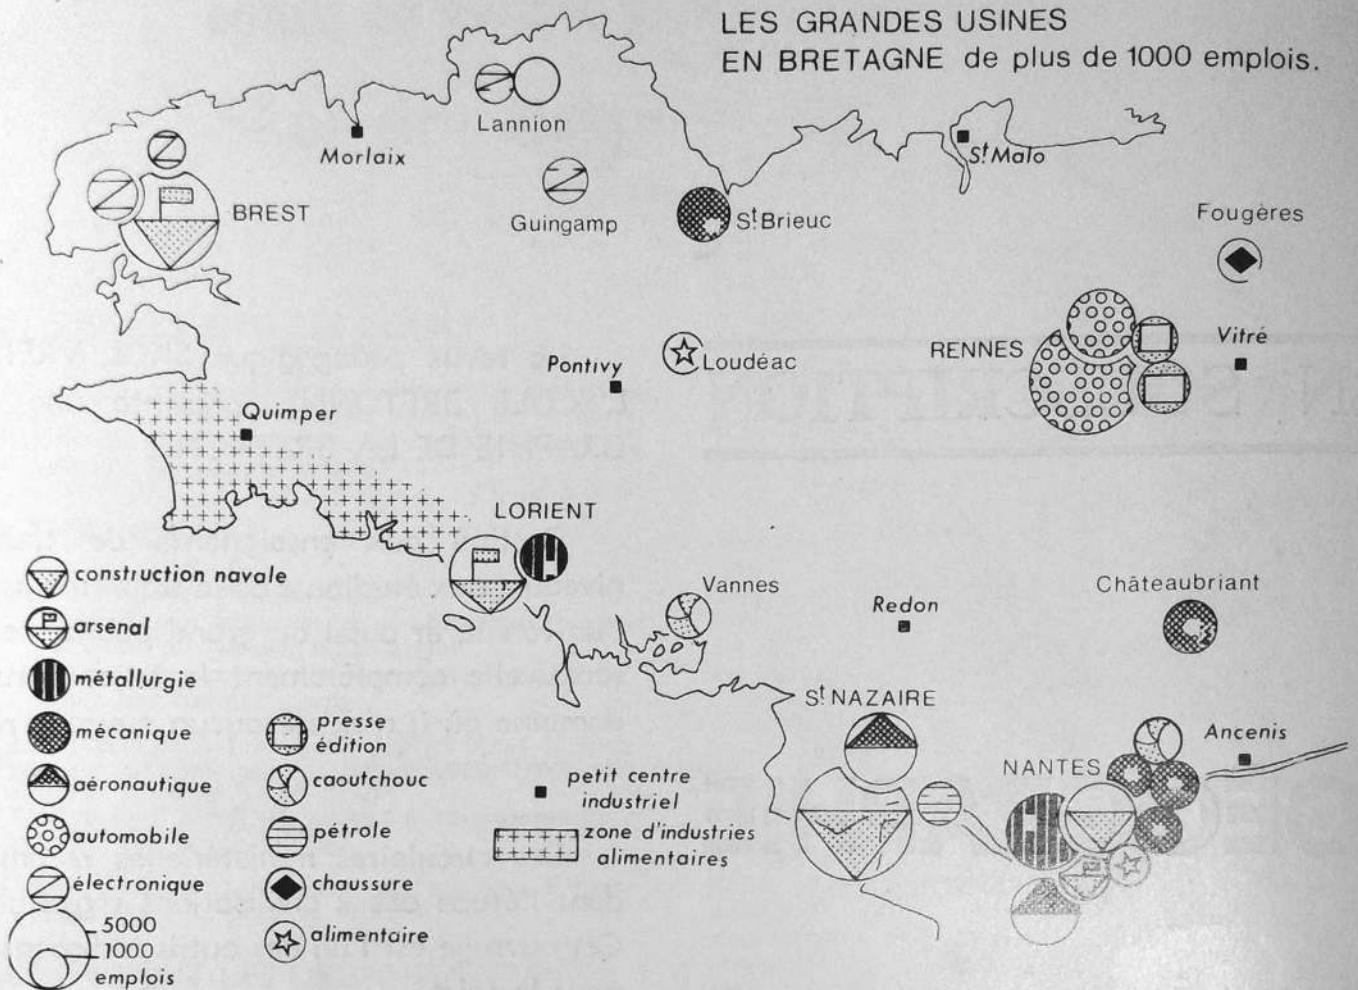 LES GRANDES USINES
EN BRETAGNE de plus de 1000 emplois.
Lannion
Morlaix
St Malo
BREST
Guingamp
St Brieuc
Fougères
RENNES
Vitré
Loudéac
Pontivy
Quimper
LORIENT
Vannes
Redon
Châteaubriant
St NAZAIRE
NANTES
Ancenis
construction navale
arsenal
métallurgie
mécanique
aéronautique
automobile
électronique
5000
1000
emplois
presse
édition
caoutchouc
pétrole
chaussure
alimentaire
petit centre
industriel
zone d'industries
alimentaires